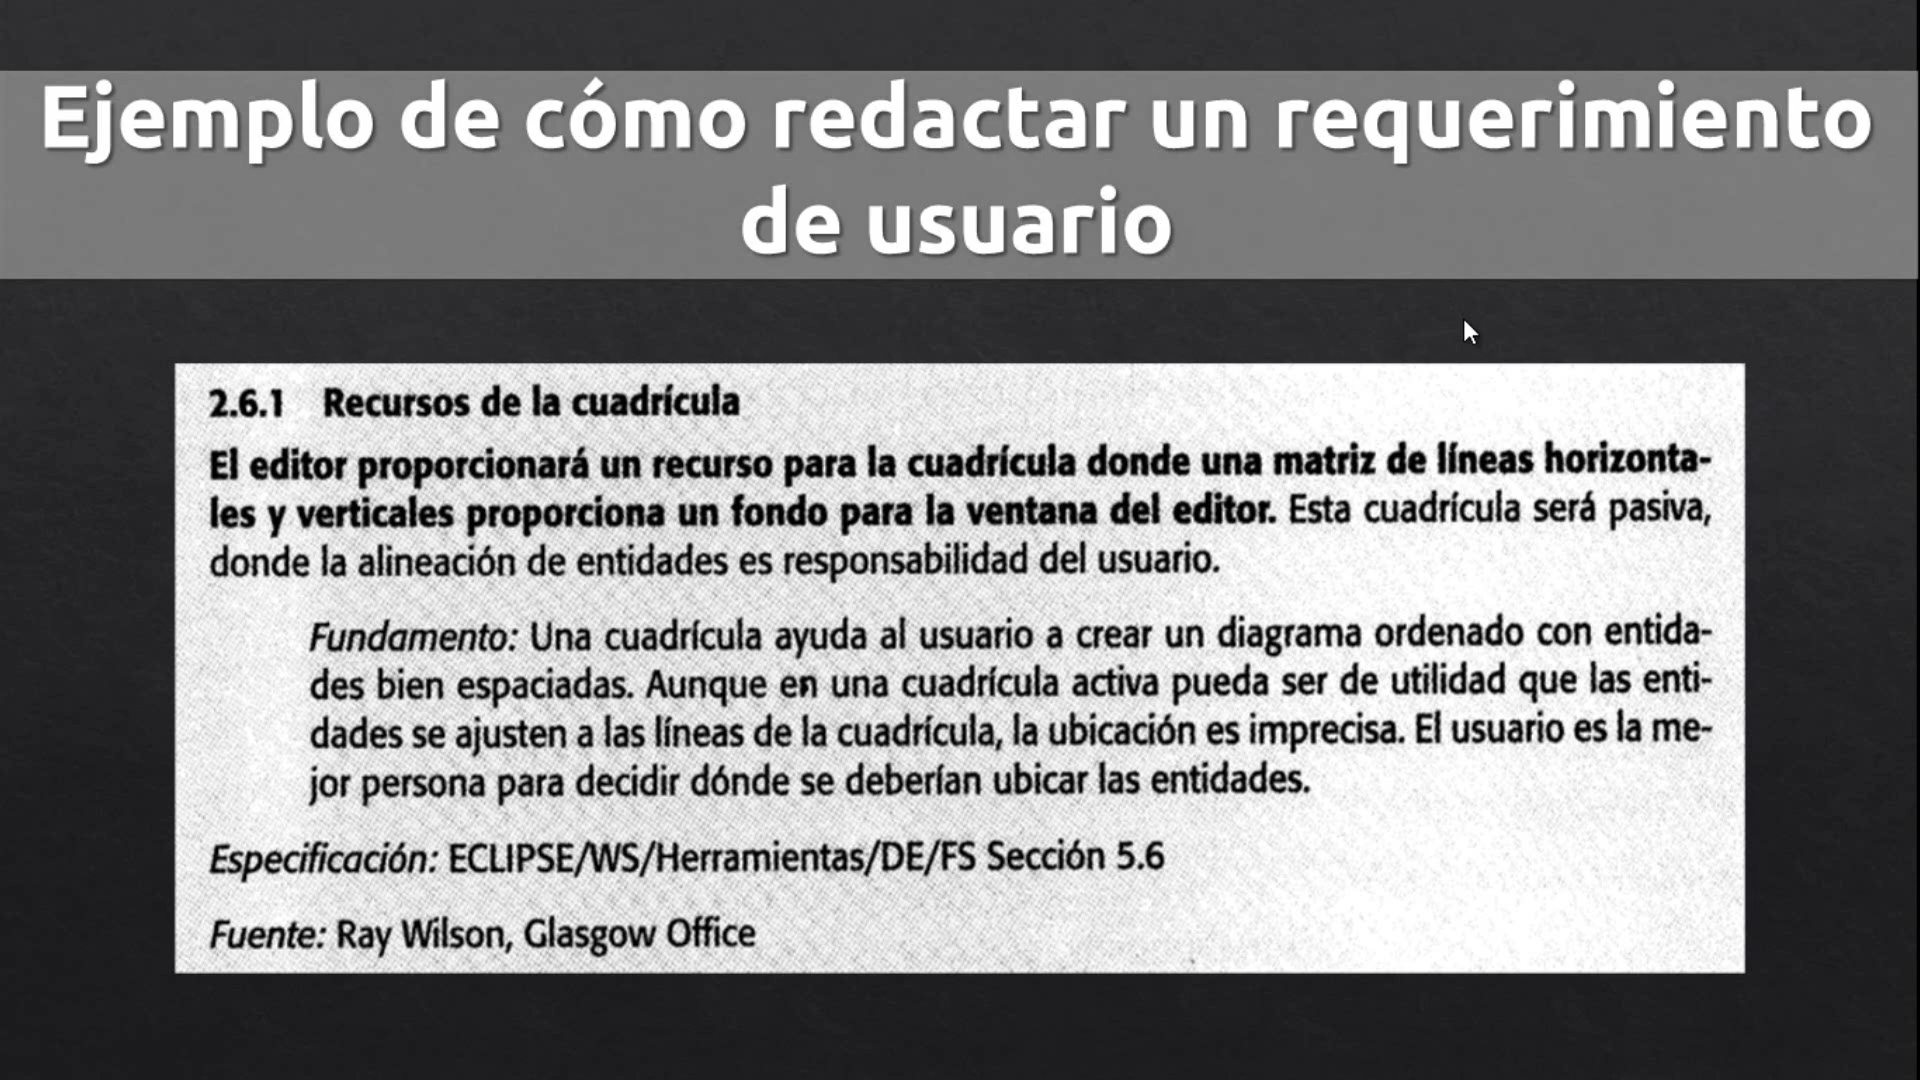 Ejemplo de cómo redactar un requerimiento
de usuario
2.6.1 Recursos de la cuadrícula
El editor proporcionará un recurso para la cuadrícula donde una matriz de líneas horizonta-
les y verticales proporciona un fondo para la ventana del editor. Esta cuadrícula será pasiva,
donde la alineación de entidades es responsabilidad del usuario.
Fundamento: Una cuadrícula ayuda al usuario a crear un diagrama ordenado con entida-
des bien espaciadas. Aunque en una cuadrícula activa pueda ser de utilidad que las enti-
dades se ajusten a las líneas de la cuadrícula, la ubicación es imprecisa. El usuario es la me-
jor persona para decidir dónde se deberían ubicar las entidades.
Especificación: ECLIPSE/WS/Herramientas/DE/FS Sección 5.6
Fuente: Ray Wilson, Glasgow Office